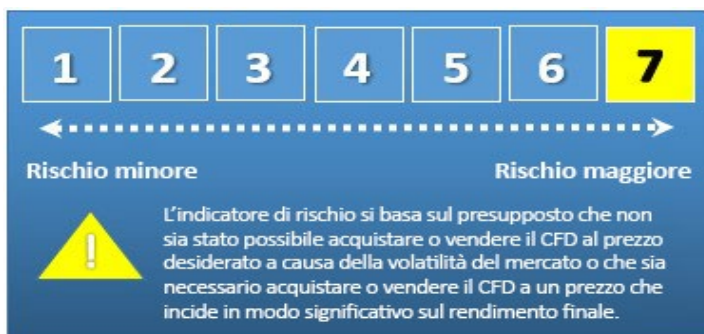 1 2 3 4 5 6 7
Rischio minore Rischio maggiore
!
L'indicatore di rischio si basa sul presupposto che non
sia stato possibile acquistare o vendere il CFD al prezzo
desiderato a causa della volatilità del mercato o che sia
necessario acquistare o vendere il CFD a un prezzo che
incide in modo significativo sul rendimento finale.